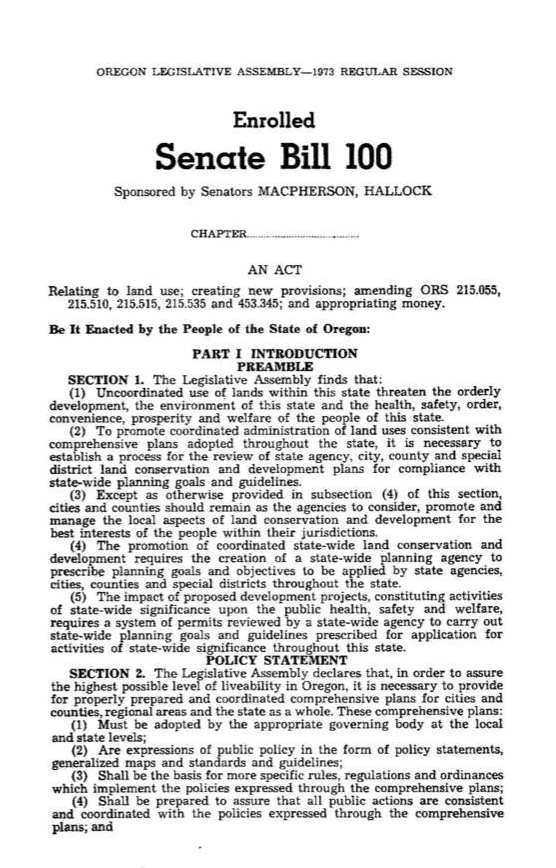 OREGON LEGISLATIVE ASSEMBLY—1973 REGULAR SESSION
Enrolled
Senate Bill 100
Sponsored by Senators MACPHERSON, HALLOCK
CHAPTER................................................
AN ACT
Relating to land use; creating new provisions; amending ORS 215.055,
215.510, 215.515, 215.535 and 453.345; and appropriating money.
Be It Enacted by the People of the State of Oregon:
PART I INTRODUCTION
PREAMBLE
SECTION 1. The Legislative Assembly finds that:
(1) Uncoordinated use of lands within this state threaten the orderly
development, the environment of this state and the health, safety, order,
convenience, prosperity and welfare of the people of this state.
(2) To promote coordinated administration of land uses consistent with
comprehensive plans adopted throughout the state, it is necessary to
establish a process for the review of state agency, city, county and special
district land conservation and development plans for compliance with
state-wide planning goals and guidelines.
(3) Except as otherwise provided in subsection (4) of this section,
cities and counties should remain as the agencies to consider, promote and
manage the local aspects of land conservation and development for the
best interests of the people within their jurisdictions.
(4) The promotion of coordinated state-wide land conservation and
development requires the creation of a state-wide planning agency to
prescribe planning goals and objectives to be applied by state agencies,
cities, counties and special districts throughout the state.
(5) The impact of proposed development projects, constituting activities
of state-wide significance upon the public health, safety and welfare,
requires a system of permits reviewed by a state-wide agency to carry out
state-wide planning goals and guidelines prescribed for application for
activities of state-wide significance throughout this state.
POLICY STATEMENT
SECTION 2. The Legislative Assembly declares that, in order to assure
the highest possible level of liveability in Oregon, it is necessary to provide
for properly prepared and coordinated comprehensive plans for cities and
counties, regional areas and the state as a whole. These comprehensive plans:
(1) Must be adopted by the appropriate governing body at the local
and state levels;
(2) Are expressions of public policy in the form of policy statements,
generalized maps and standards and guidelines;
(3) Shall be the basis for more specific rules, regulations and ordinances
which implement the policies expressed through the comprehensive plans;
(4) Shall be prepared to assure that all public actions are consistent
and coordinated with the policies expressed through the comprehensive
plans; and